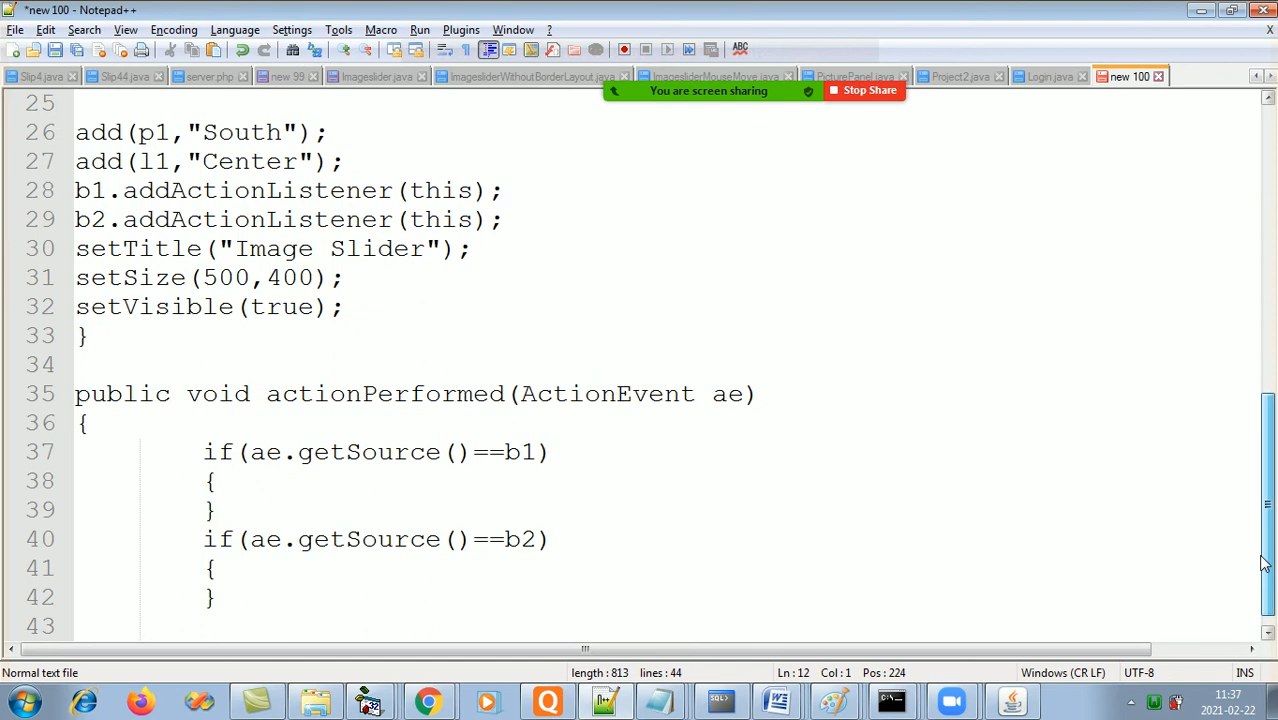 *new 100 - Notepad++
File Edit Search View Encoding Language Settings Tools Macro Run Plugins Window ? X
ABC
Slip4.java Slip44.java server.php new 99 Imageslider.java ImagesliderWithoutBorderLayout.java ImagesliderMouseMove.java PicturePanel.java Project2.java Login.java new 100
You are screen sharing Stop Share
25
26 add(p1,"South");
27 add(l1,"Center");
28 b1.addActionListener(this);
29 b2.addActionListener(this);
30 setTitle("Image Slider");
31 setSize(500,400);
32 setVisible(true);
33 }
34
35 public void actionPerformed(ActionEvent ae)
36 {
37 if(ae.getSource()==b1)
38 {
39 }
40 if(ae.getSource()==b2)
41 {
42 }
43
Normal text file length : 813 lines : 44 Ln : 12 Col : 1 Pos : 224 Windows (CR LF) UTF-8 INS
11:37
2021-02-22